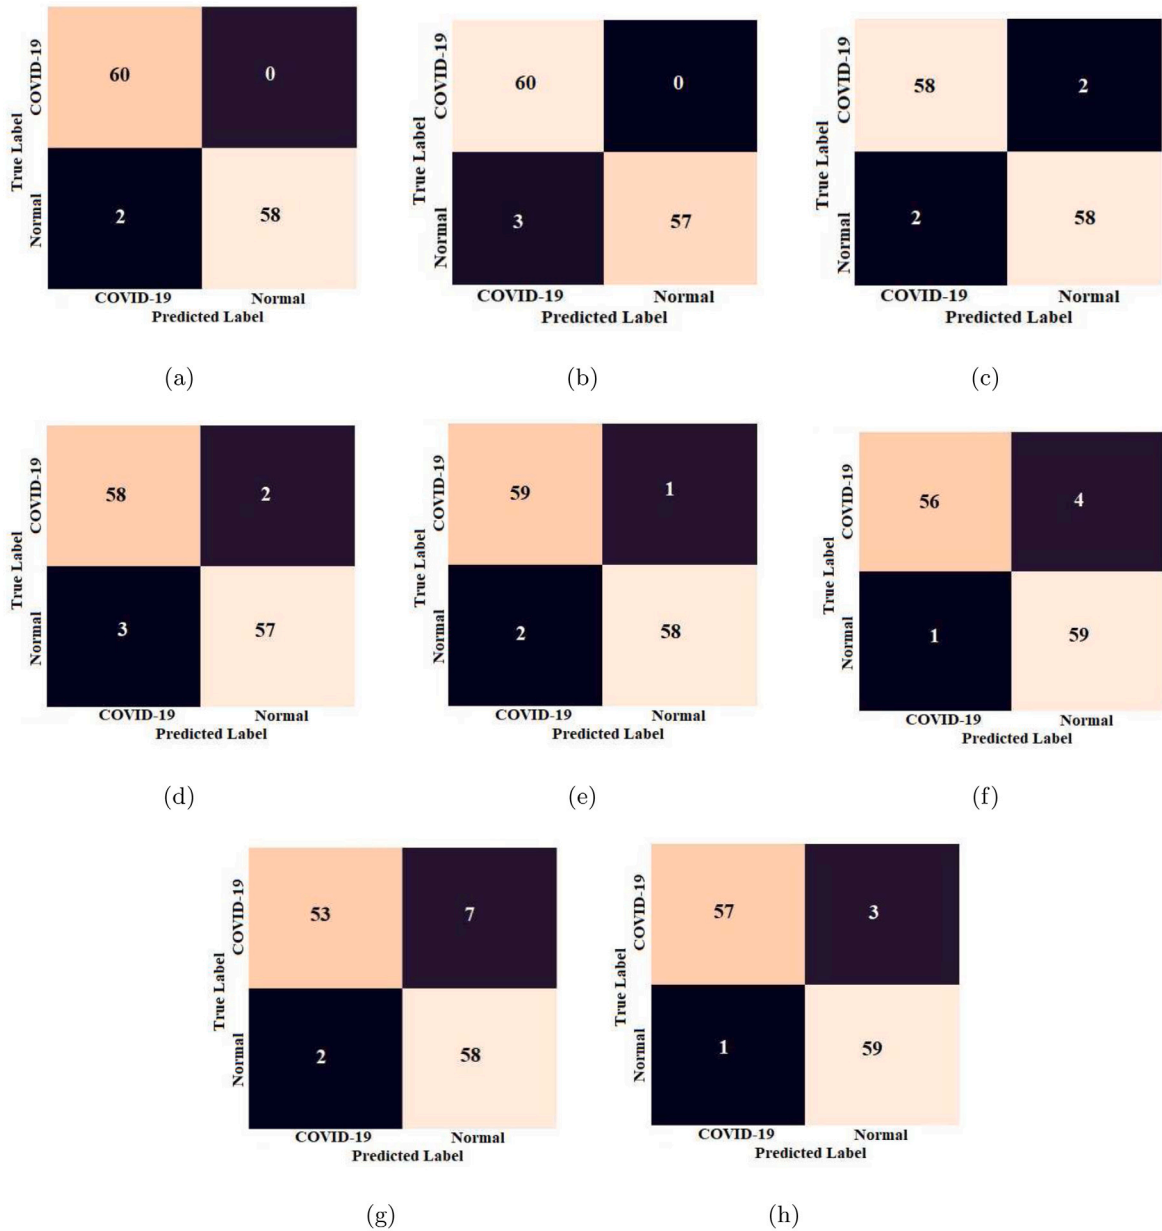 COVID-19
True Label
Normal
60 0
2 58
COVID-19 Normal
Predicted Label
(a)
COVID-19
True Label
Normal
60 0
3 57
COVID-19 Normal
Predicted Label
(b)
COVID-19
True Label
Normal
58 2
2 58
COVID-19 Normal
Predicted Label
(c)
COVID-19
True Label
Normal
58 2
3 57
COVID-19 Normal
Predicted Label
(d)
COVID-19
True Label
Normal
59 1
2 58
COVID-19 Normal
Predicted Label
(e)
COVID-19
True Label
Normal
56 4
1 59
COVID-19 Normal
Predicted Label
(f)
COVID-19
True Label
Normal
53 7
2 58
COVID-19 Normal
Predicted Label
(g)
COVID-19
True Label
Normal
57 3
1 59
COVID-19 Normal
Predicted Label
(h)